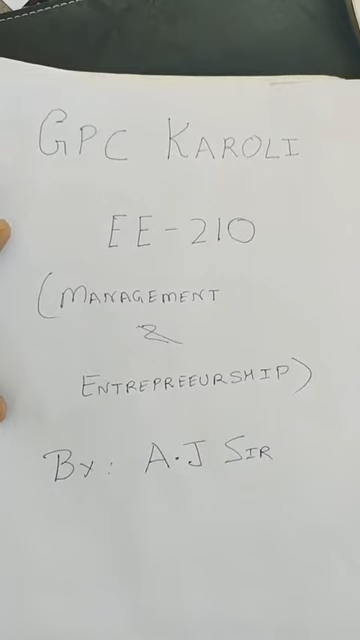 GPC KAROLI
EE-210
(MANAGEMENT
&
ENTREPREEURSHIP)
By: A.J SIR